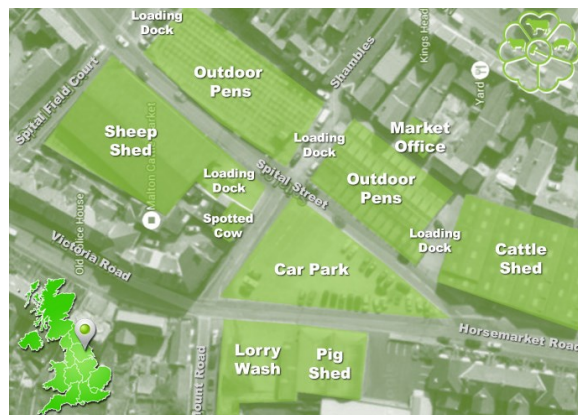 Loading
Dock
Outdoor
Pens
Spital Field Court
Shambles
Kings Head
Yard
Sheep
Shed
Malton Cattle Market
Loading
Dock
Market
Office
Loading
Dock
Spital Street
Outdoor
Pens
Spotted
Cow
Old Police House
Victoria Road
Loading
Dock
Cattle
Shed
Car Park
Horsemarket Road
Lorry
Wash
Pig
Shed
Mount Road